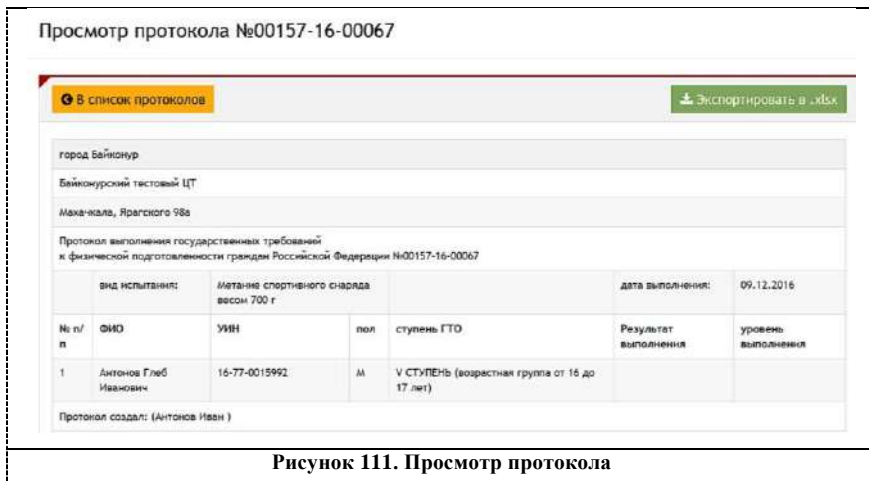 Просмотр протокола №00157-16-00067
В список протоколов
Экспортировать в .xlsx
город Байконур
Байконурский тестовый ЦТ
Махачкала, Ярагского 98а
Протокол выполнения государственных требований
к физической подготовленности граждан Российской Федерации №00157-16-00067
вид испытания: Метание спортивного снаряда дата выполнения: 09.12.2016
весом 700 г
№ п/ ФИО УИН пол ступень ГТО Результат уровень
п выполнения выполнения
1 Антонов Глеб 16-77-0015992 М V СТУПЕНЬ (возрастная группа от 16 до
Иванович 17 лет)
Протокол создал: (Антонов Иван )
Рисунок 111. Просмотр протокола